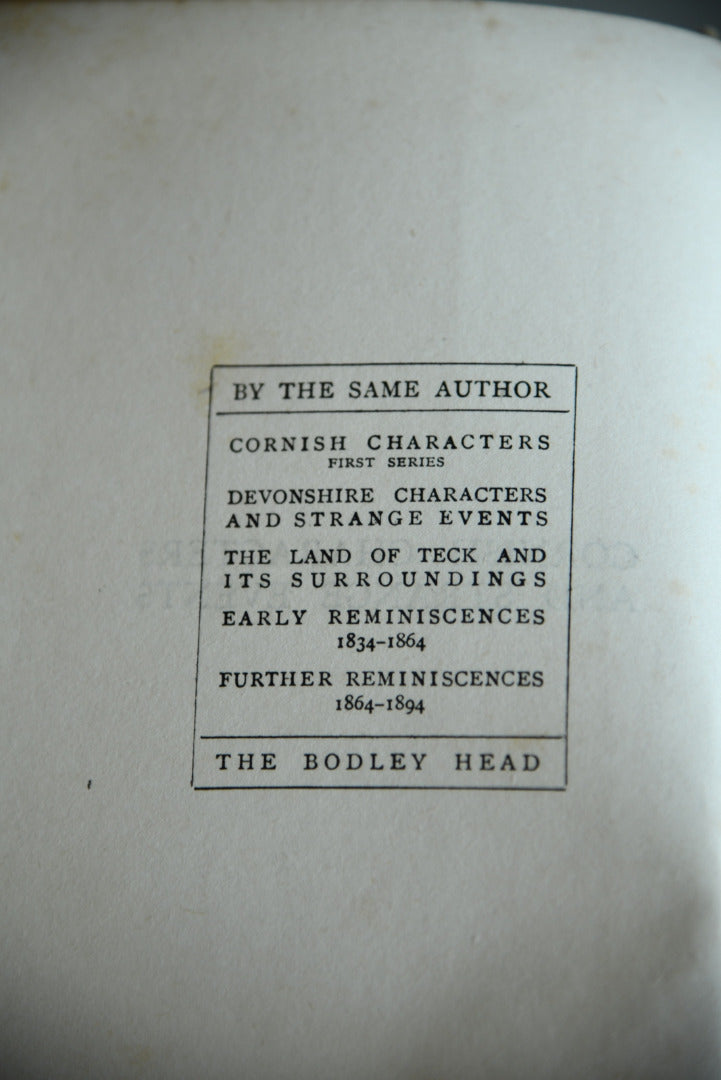 BY THE SAME AUTHOR
CORNISH CHARACTERS
FIRST SERIES
DEVONSHIRE CHARACTERS
AND STRANGE EVENTS
THE LAND OF TECK AND
ITS SURROUNDINGS
EARLY REMINISCENCES
1834–1864
FURTHER REMINISCENCES
1864–1894
THE BODLEY HEAD